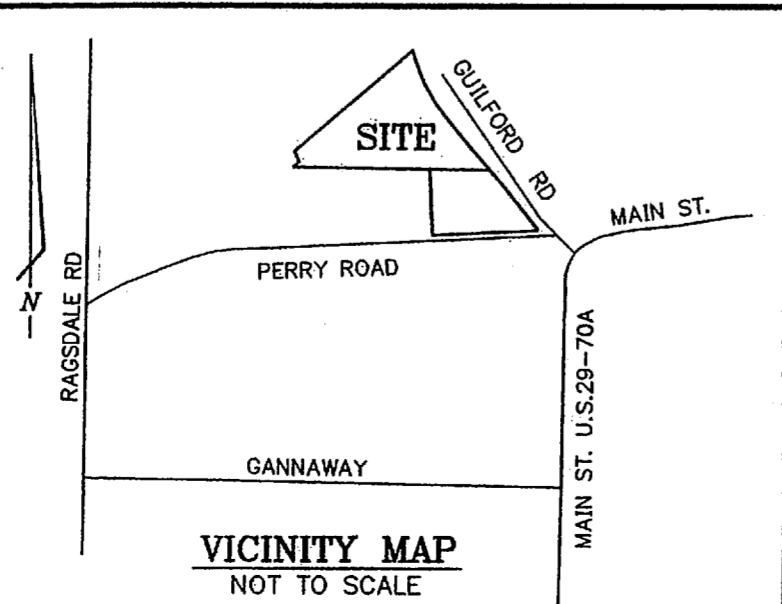 GUILFORD RD
SITE
MAIN ST.
PERRY ROAD
N
RAGSDALE RD
MAIN ST. U.S.29-70A
GANNAWAY
VICINITY MAP
NOT TO SCALE